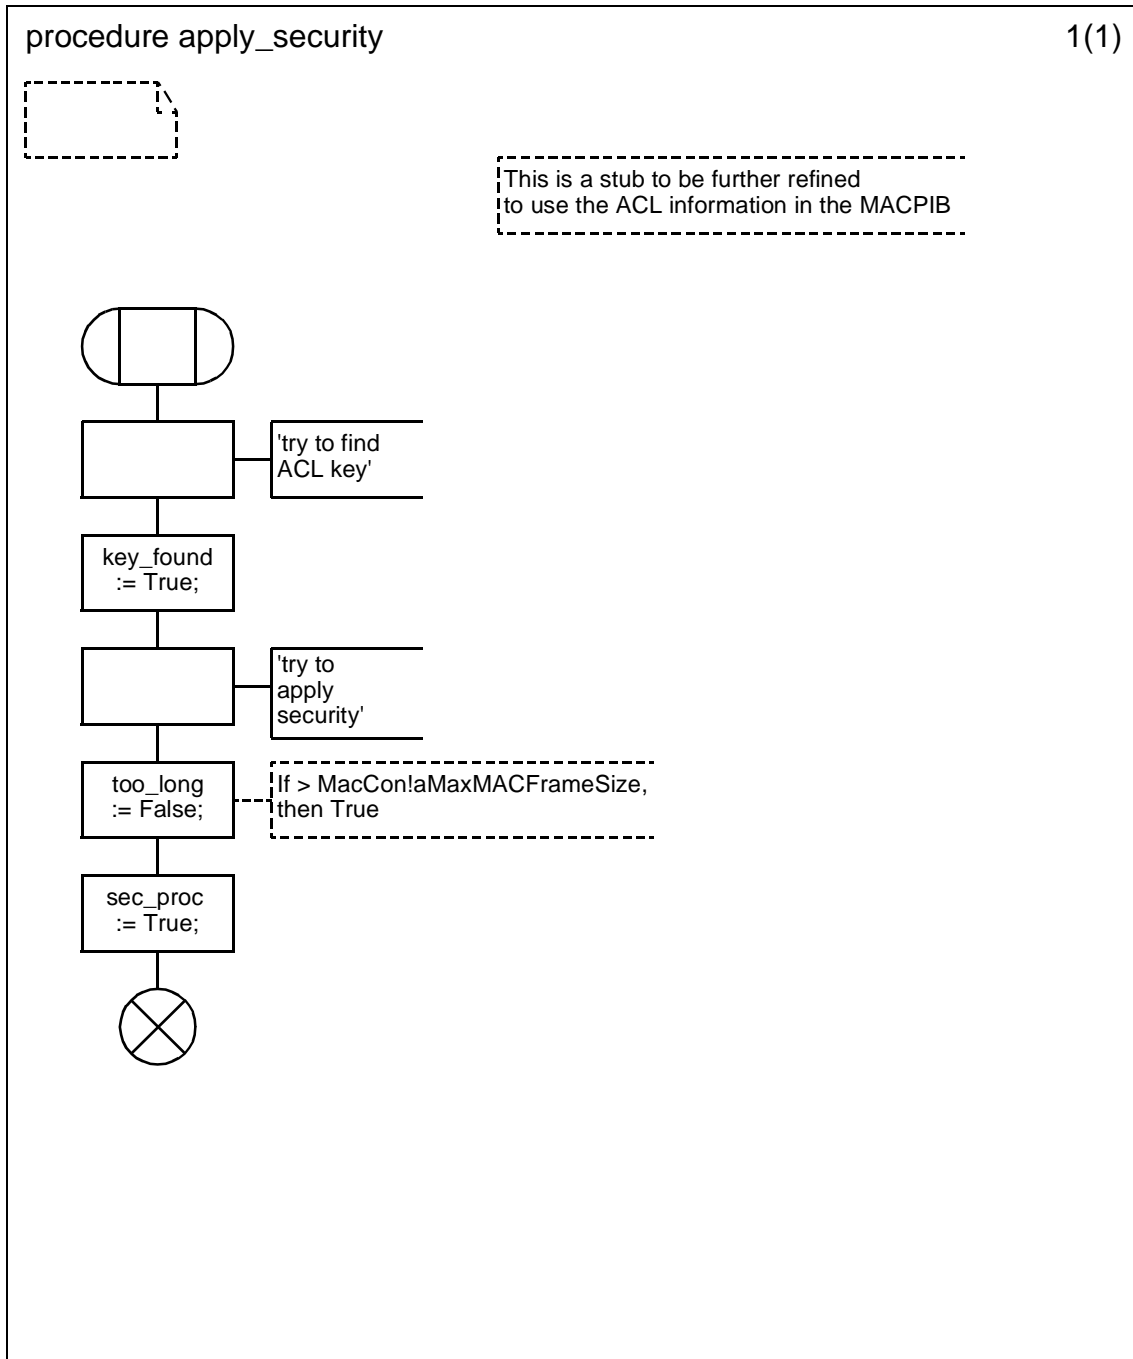 procedure apply_security
1(1)
This is a stub to be further refined
to use the ACL information in the MACPIB
'try to find
ACL key'
key_found
:= True;
'try to
apply
security'
too_long
:= False;
If > MacCon!aMaxMACFrameSize,
then True
sec_proc
:= True;